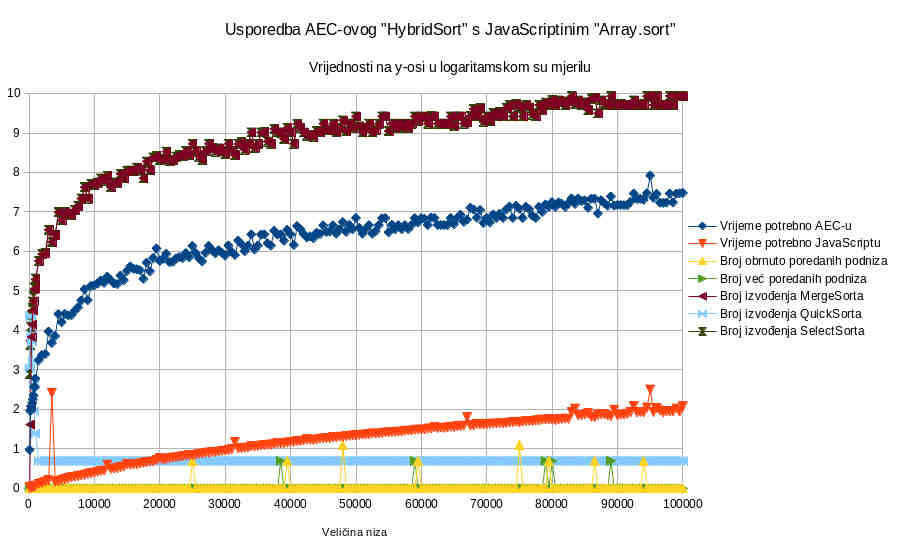 Usporedba AEC-ovog "HybridSort" s JavaScriptinim "Array.sort"
Vrijednosti na y-osi u logaritamskom su mjerilu
10
9
8
7
6
5
4
3
2
1
0
0 10000 20000 30000 40000 50000 60000 70000 80000 90000 100000
Veličina niza
Vrijeme potrebno AEC-u
Vrijeme potrebno JavaScriptu
Broj obrnuto poredanih podniza
Broj već poredanih podniza
Broj izvođenja MergeSorta
Broj izvođenja QuickSorta
Broj izvođenja SelectSorta